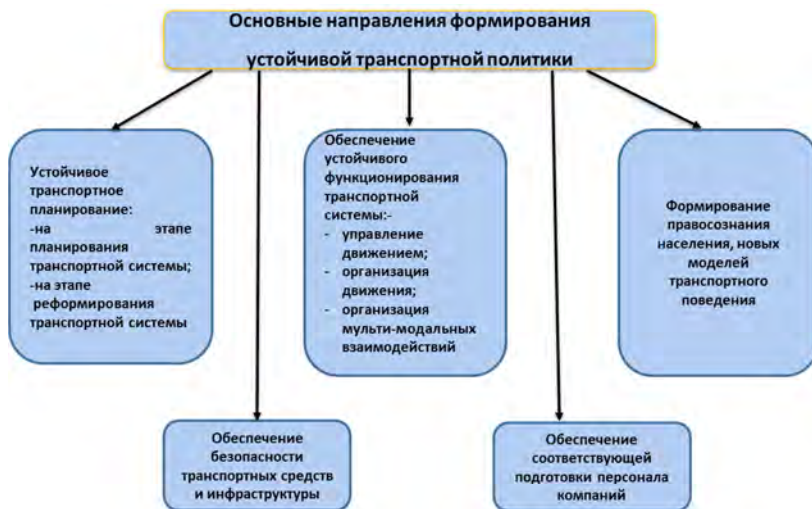 Основные направления формирования
устойчивой транспортной политики
Устойчивое
транспортное
планирование:
-на этапе
планирования
транспортной системы;
-на этапе
реформирования
транспортной системы
Обеспечение
устойчивого
функционирования
транспортной
системы:-
- управление
движением;
- организация
движения;
- организация
мульти-модальных
взаимодействий
Формирование
правосознания
населения, новых
моделей
транспортного
поведения
Обеспечение
безопасности
транспортных средств
и инфраструктуры
Обеспечение
соответствующей
подготовки персонала
компаний